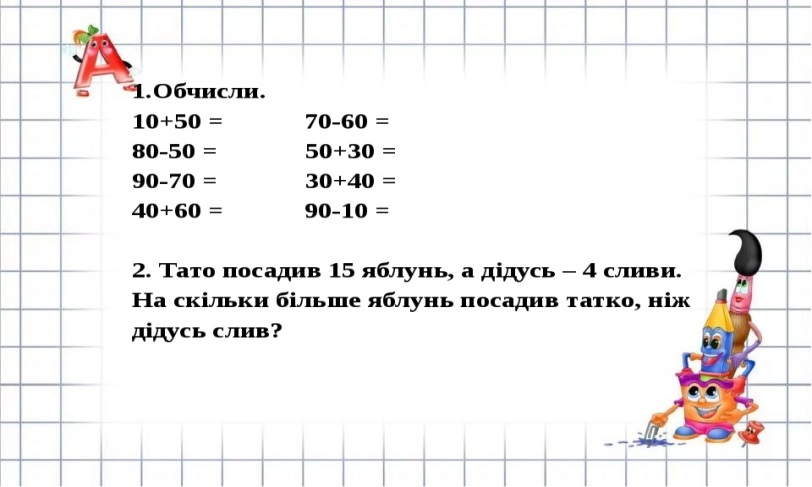 1.Обчисли.
10+50 = 70-60 =
80-50 = 50+30 =
90-70 = 30+40 =
40+60 = 90-10 =
2. Тато посадив 15 яблунь, а дідусь – 4 сливи.
На скільки більше яблунь посадив татко, ніж
дідусь слив?